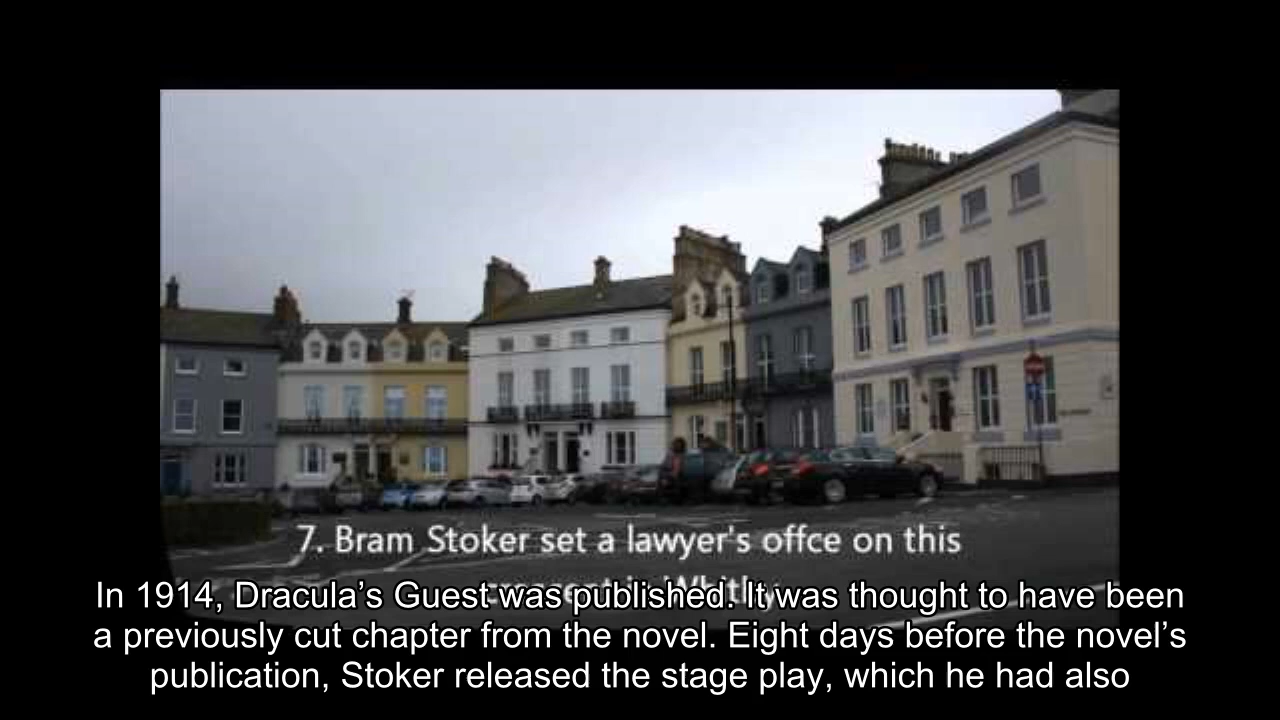 7. Bram Stoker set a lawyer's offce on this
In 1914, Dracula’s Guest was published. It was thought to have been
a previously cut chapter from the novel. Eight days before the novel’s
publication, Stoker released the stage play, which he had also